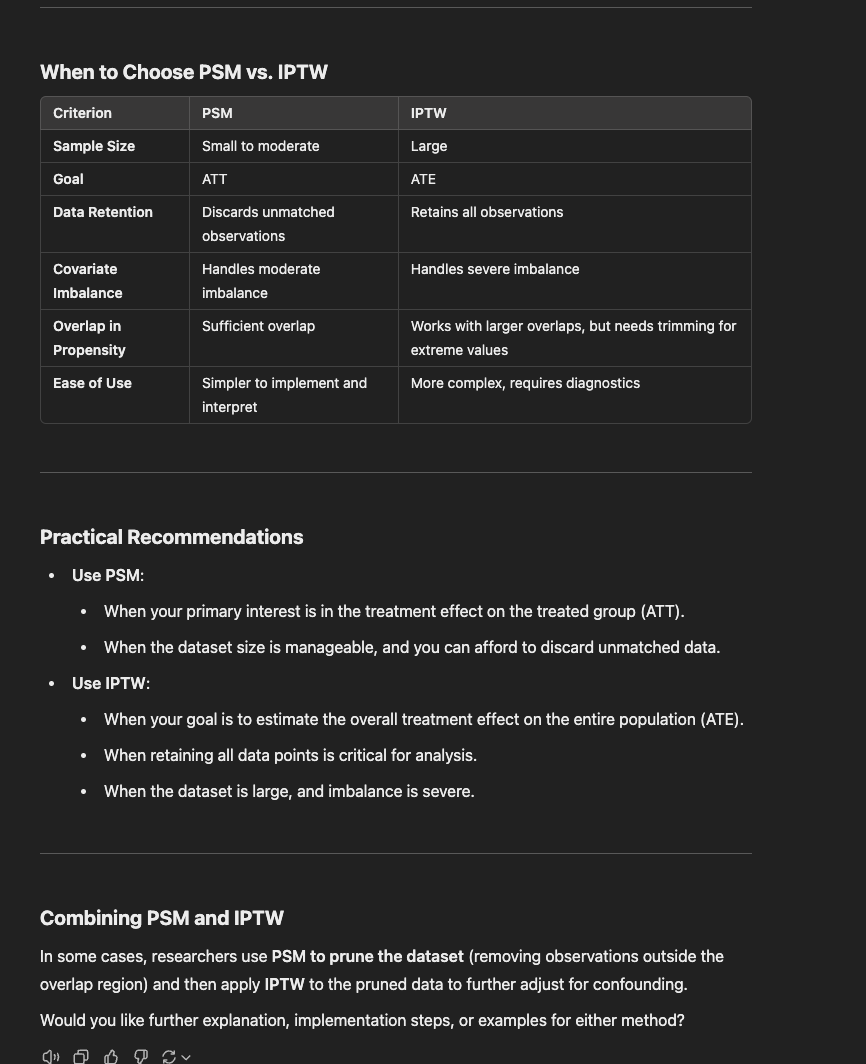 When to Choose PSM vs. IPTW
Criterion PSM IPTW
Sample Size Small to moderate Large
Goal ATT ATE
Data Retention Discards unmatched Retains all observations
observations
Covariate Handles moderate Handles severe imbalance
Imbalance imbalance
Overlap in Sufficient overlap Works with larger overlaps, but needs trimming for
Propensity extreme values
Ease of Use Simpler to implement and More complex, requires diagnostics
interpret
Practical Recommendations
• Use PSM:
• When your primary interest is in the treatment effect on the treated group (ATT).
• When the dataset size is manageable, and you can afford to discard unmatched data.
• Use IPTW:
• When your goal is to estimate the overall treatment effect on the entire population (ATE).
• When retaining all data points is critical for analysis.
• When the dataset is large, and imbalance is severe.
Combining PSM and IPTW
In some cases, researchers use PSM to prune the dataset (removing observations outside the
overlap region) and then apply IPTW to the pruned data to further adjust for confounding.
Would you like further explanation, implementation steps, or examples for either method?